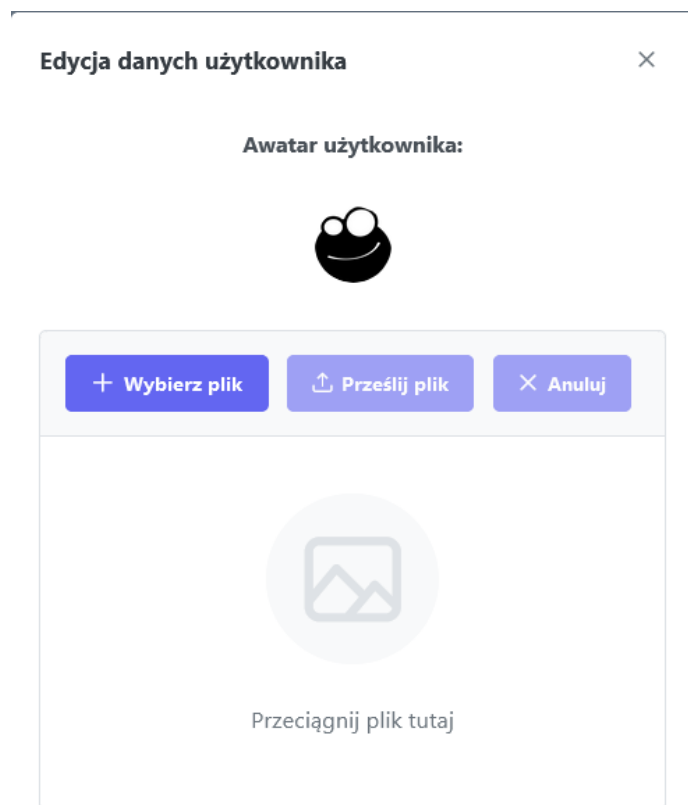 Edycja danych użytkownika
Awatar użytkownika:
Wybierz plik
Prześlij plik
Anuluj
Przeciągnij plik tutaj